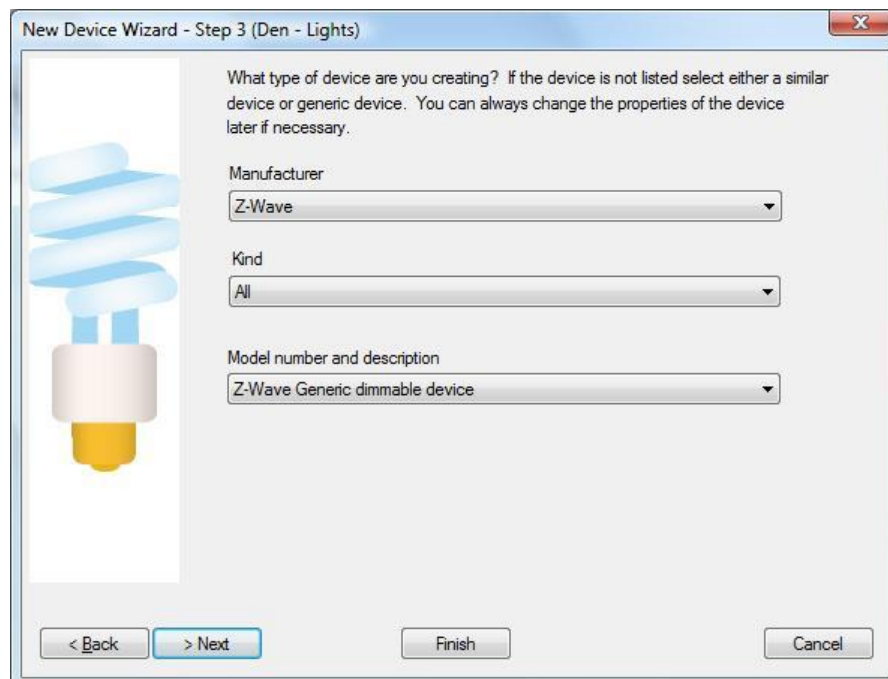 New Device Wizard - Step 3 (Den - Lights)
What type of device are you creating? If the device is not listed select either a similar
device or generic device. You can always change the properties of the device
later if necessary.
Manufacturer
Z-Wave
Kind
All
Model number and description
Z-Wave Generic dimmable device
< Back
> Next
Finish
Cancel